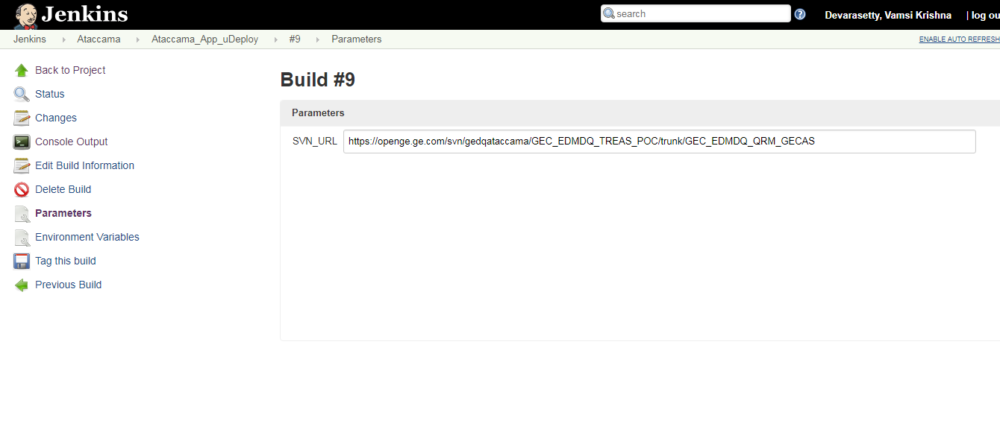 Jenkins
search
Devarasetty, Vamsi Krishna
| log ou
Jenkins Ataccama Ataccama_App_uDeploy #9 Parameters
ENABLE AUTO REFRESH
Back to Project
Status
Changes
Console Output
Edit Build Information
Delete Build
Parameters
Environment Variables
Tag this build
Previous Build
Build #9
Parameters
SVN_URL https://openge.ge.com/svn/gedqataccama/GEC_EDMDQ_TREAS_POC/trunk/GEC_EDMDQ_QRM_GECAS